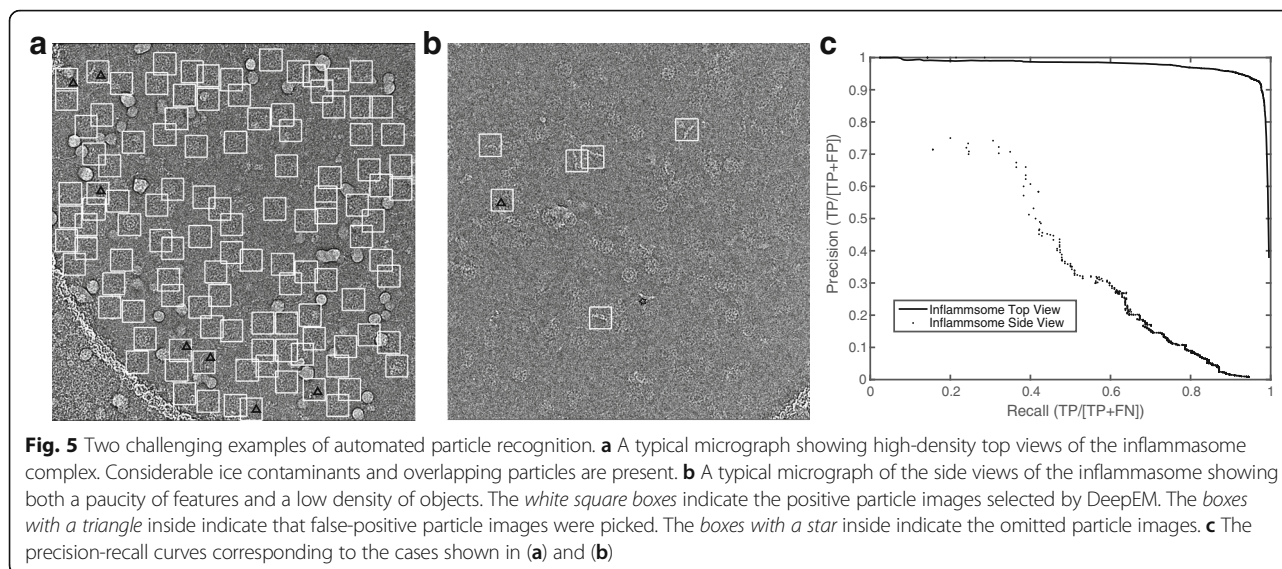 a
b
c
1
0.9
0.8
0.7
0.6
0.5
0.4
0.3
0.2
0.1
0
Precision (TP/[TP+FP])
Inflammsome Top View
Inflammsome Side View
0 0.2 0.4 0.6 0.8 1
Recall (TP/[TP+FN])
Fig. 5 Two challenging examples of automated particle recognition. a A typical micrograph showing high-density top views of the inflammasome
complex. Considerable ice contaminants and overlapping particles are present. b A typical micrograph of the side views of the inflammasome showing
both a paucity of features and a low density of objects. The white square boxes indicate the positive particle images selected by DeepEM. The boxes
with a triangle inside indicate that false-positive particle images were picked. The boxes with a star inside indicate the omitted particle images. c The
precision-recall curves corresponding to the cases shown in (a) and (b)